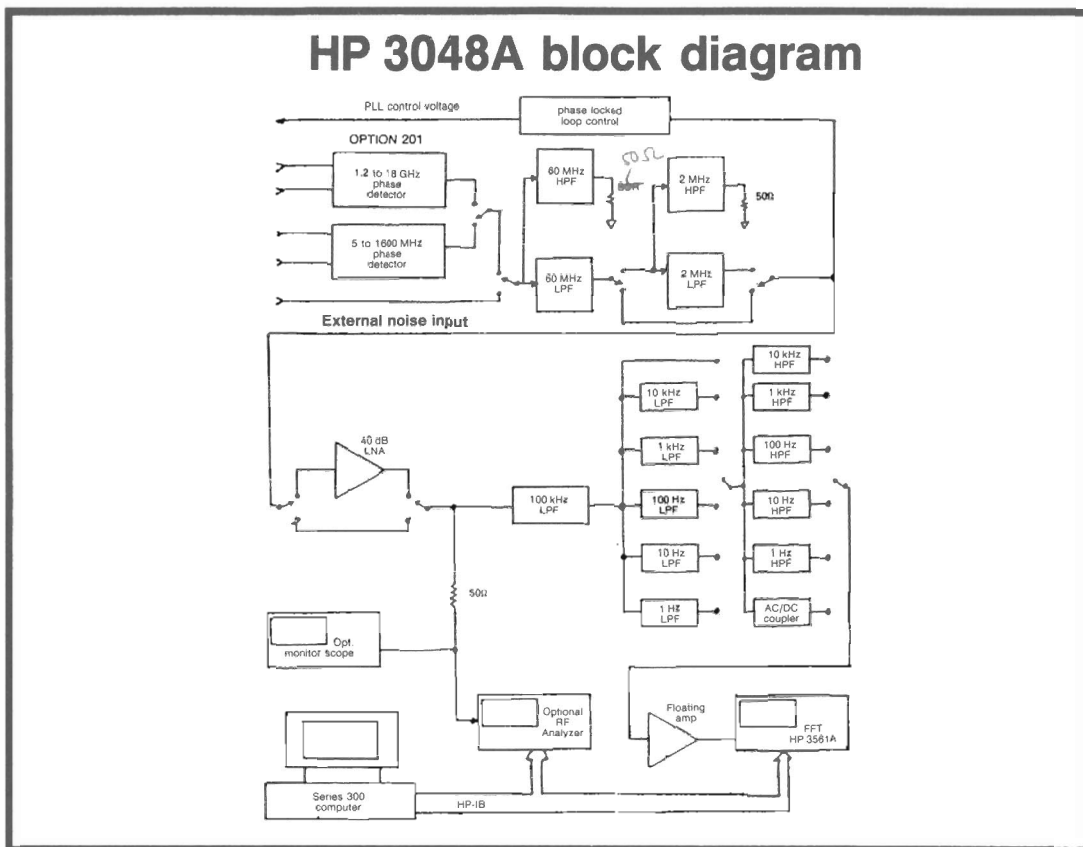 HP 3048A block diagram
PLL control voltage
phase locked
loop control
OPTION 201
1.2 to 18 GHz
phase
detector
60 MHz
HPF
50Ω
2 MHz
HPF
50Ω
5 to 1600 MHz
phase
detector
60 MHz
LPF
2 MHz
LPF
External noise input
10 kHz
HPF
10 kHz
LPF
1 kHz
HPF
40 dB
LNA
1 kHz
LPF
100 Hz
HPF
100 kHz
LPF
100 Hz
LPF
10 Hz
HPF
10 Hz
LPF
1 Hz
HPF
50Ω
1 Hz
LPF
AC/DC
coupler
Opt.
monitor scope
Optional
RF
Analyzer
Floating
amp
FFT
HP 3561A
Series 300
computer
HP-IB